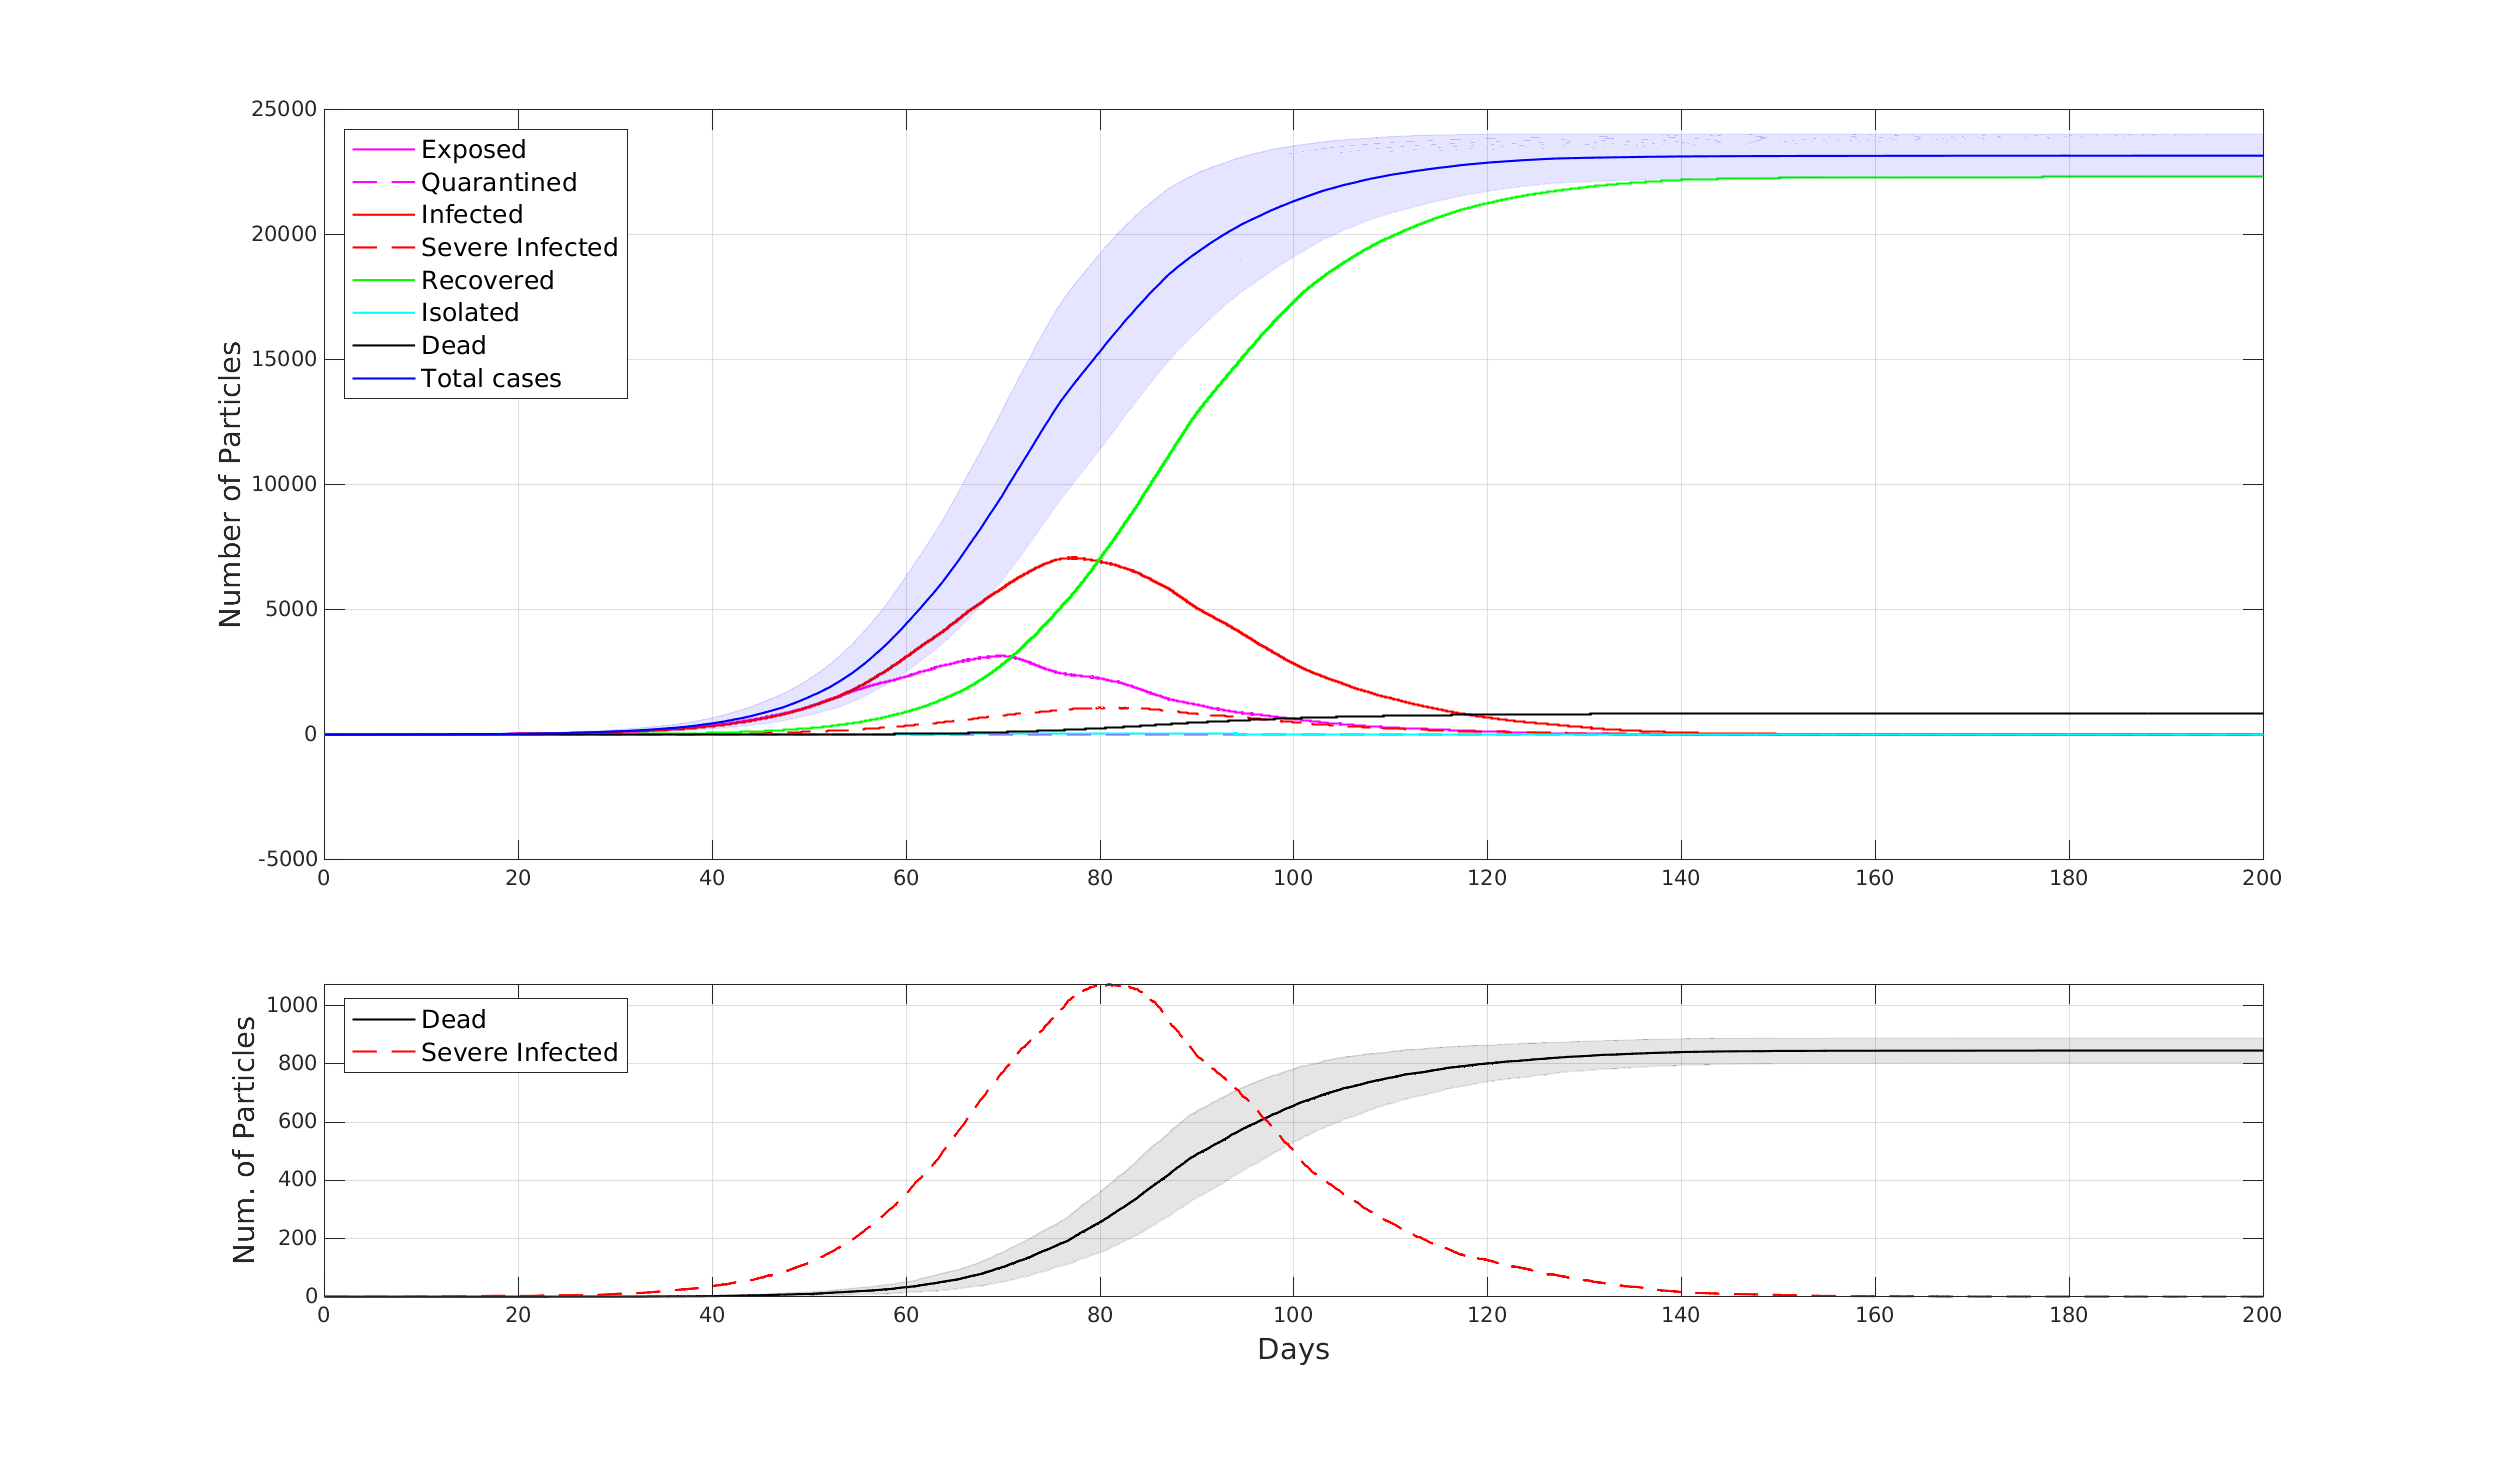 25000
20000
15000
10000
5000
0
-5000
Number of Particles
Exposed
Quarantined
Infected
Severe Infected
Recovered
Isolated
Dead
Total cases
0 20 40 60 80 100 120 140 160 180 200
1000
800
600
400
200
0
Num. of Particles
Dead
Severe Infected
0 20 40 60 80 100 120 140 160 180 200
Days